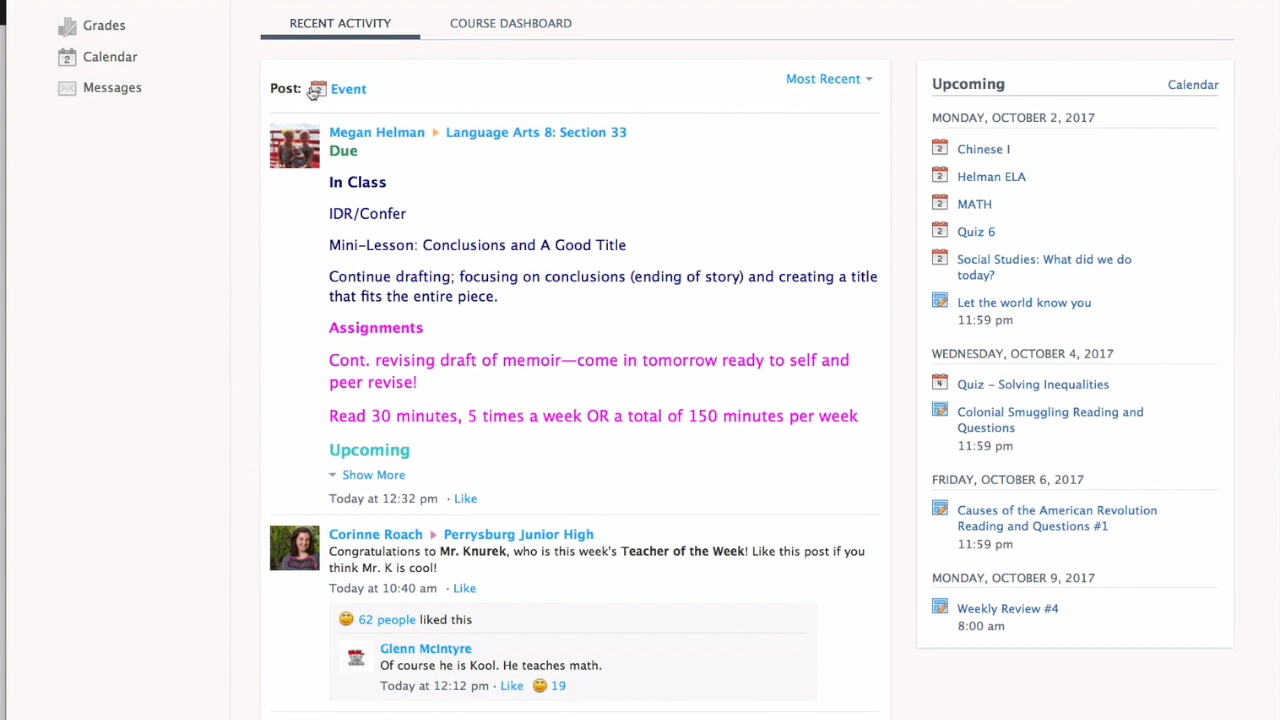 Grades
Calendar
Messages
RECENT ACTIVITY
COURSE DASHBOARD
Post: Event
Most Recent
Megan Helman Language Arts 8: Section 33
Due
In Class
IDR/Confer
Mini-Lesson: Conclusions and A Good Title
Continue drafting; focusing on conclusions (ending of story) and creating a title
that fits the entire piece.
Assignments
Cont. revising draft of memoir—come in tomorrow ready to self and
peer revise!
Read 30 minutes, 5 times a week OR a total of 150 minutes per week
Upcoming
Show More
Today at 12:32 pm · Like
Corinne Roach Perrysburg Junior High
Congratulations to Mr. Knurek, who is this week's Teacher of the Week! Like this post if you
think Mr. K is cool!
Today at 10:40 am · Like
62 people liked this
Glenn McIntyre
Of course he is Kool. He teaches math.
Today at 12:12 pm · Like 19
Upcoming
Calendar
MONDAY, OCTOBER 2, 2017
2 Chinese I
2 Helman ELA
2 MATH
2 Quiz 6
2 Social Studies: What did we do
today?
Let the world know you
11:59 pm
WEDNESDAY, OCTOBER 4, 2017
4 Quiz - Solving Inequalities
Colonial Smuggling Reading and
Questions
11:59 pm
FRIDAY, OCTOBER 6, 2017
Causes of the American Revolution
Reading and Questions #1
11:59 pm
MONDAY, OCTOBER 9, 2017
Weekly Review #4
8:00 am